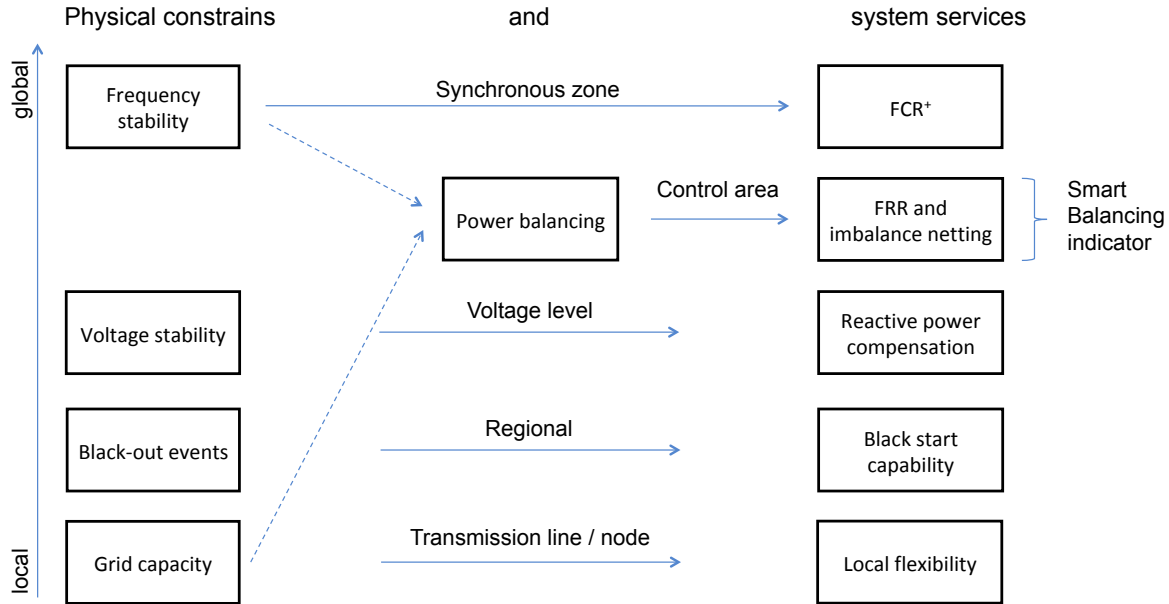 Physical constrains and system services
global
Frequency
stability
Synchronous zone
FCR⁺
Power balancing
Control area
FRR and
imbalance netting
Smart
Balancing
indicator
Voltage stability
Voltage level
Reactive power
compensation
Black-out events
Regional
Black start
capability
local
Grid capacity
Transmission line / node
Local flexibility